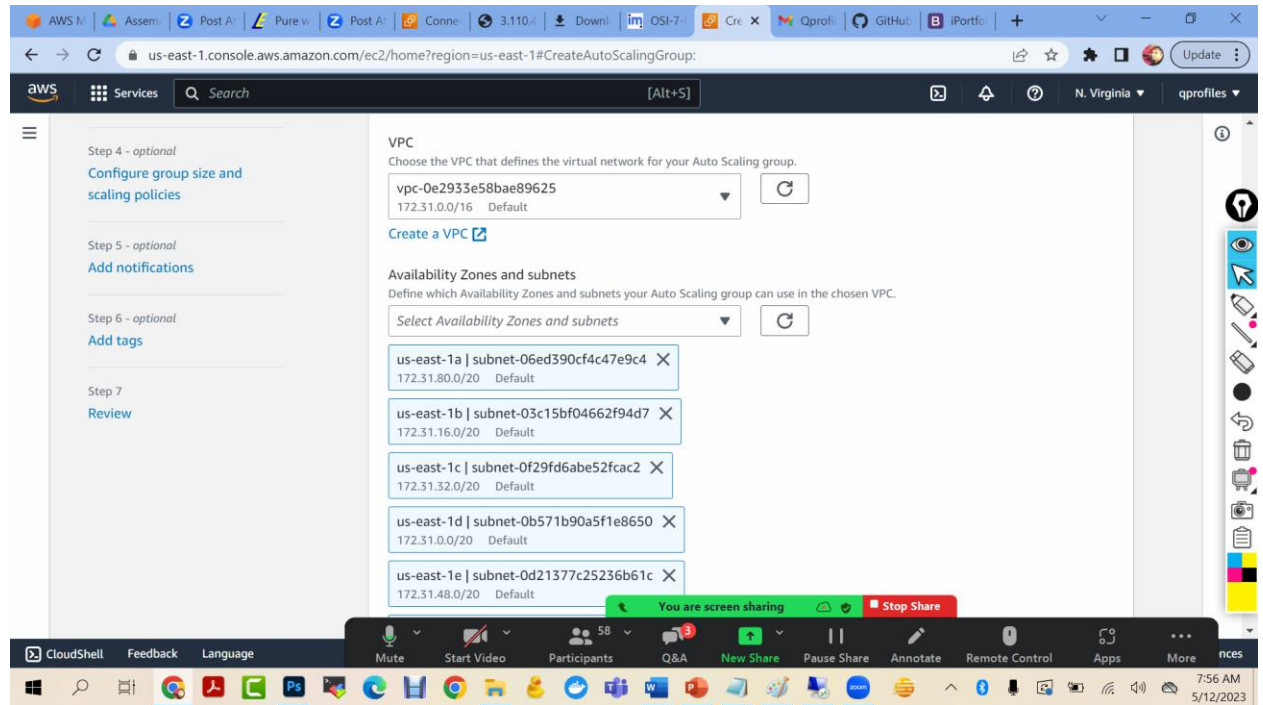 AWS M
Assem
Post A
Pure w
Post A
Conne
3.110.
Downl
im OSI-7-
Cre
Qprofil
GitHub
B iPortfo
us-east-1.console.aws.amazon.com/ec2/home?region=us-east-1#CreateAutoScalingGroup:
Update
aws
Services
Search
[Alt+S]
N. Virginia
qprofiles
Step 4 - optional
Configure group size and
scaling policies
Step 5 - optional
Add notifications
Step 6 - optional
Add tags
Step 7
Review
VPC
Choose the VPC that defines the virtual network for your Auto Scaling group.
vpc-0e2933e58bae89625
172.31.0.0/16 Default
Create a VPC
Availability Zones and subnets
Define which Availability Zones and subnets your Auto Scaling group can use in the chosen VPC.
Select Availability Zones and subnets
us-east-1a | subnet-06ed390cf4c47e9c4
172.31.80.0/20 Default
us-east-1b | subnet-03c15bf04662f94d7
172.31.16.0/20 Default
us-east-1c | subnet-0f29fd6abe52fcac2
172.31.32.0/20 Default
us-east-1d | subnet-0b571b90a5f1e8650
172.31.0.0/20 Default
us-east-1e | subnet-0d21377c25236b61c
172.31.48.0/20 Default
You are screen sharing
Stop Share
58
3
Mute
Start Video
Participants
Q&A
New Share
Pause Share
Annotate
Remote Control
Apps
More
CloudShell
Feedback
Language
nces
Ps
zoom
7:56 AM
5/12/2023